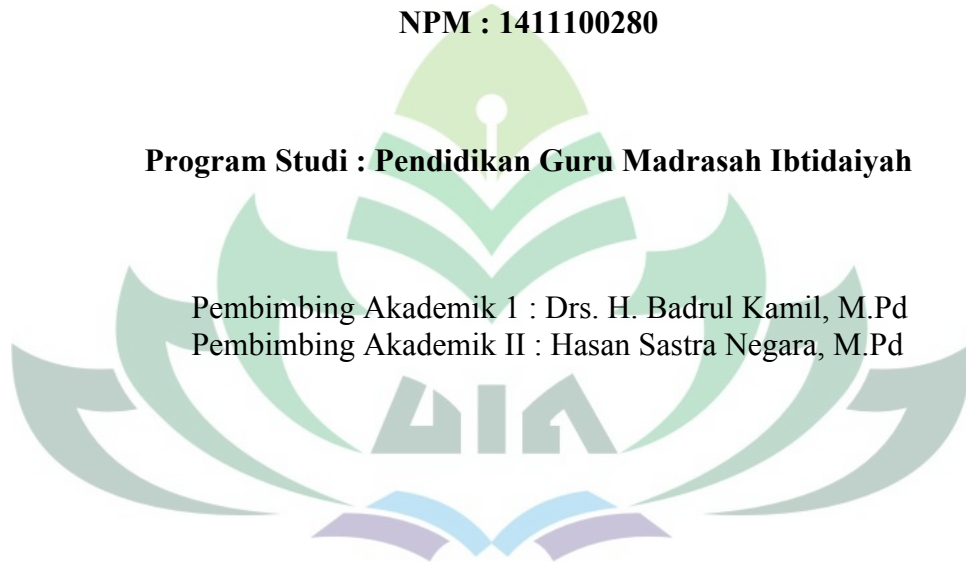 NPM : 1411100280
Program Studi : Pendidikan Guru Madrasah Ibtidaiyah
Pembimbing Akademik 1 : Drs. H. Badrul Kamil, M.Pd
Pembimbing Akademik II : Hasan Sastra Negara, M.Pd
UIN